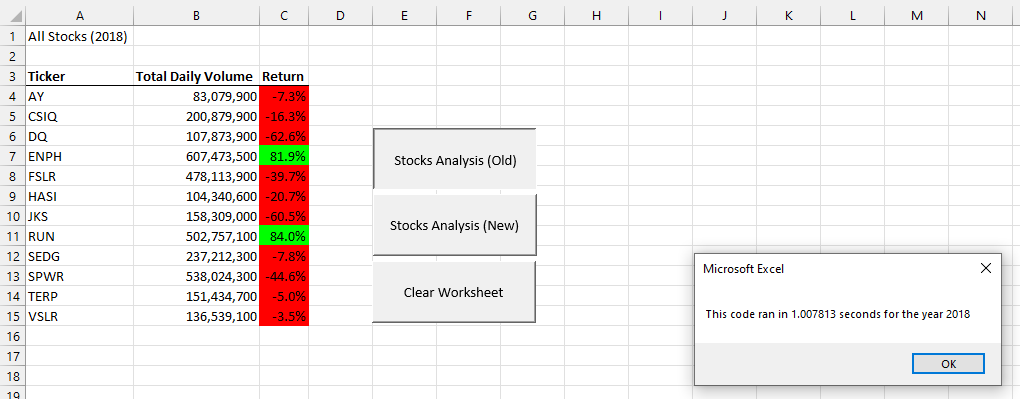 A B C D E F G H I J K L M N
1 All Stocks (2018)
2
3 Ticker Total Daily Volume Return
4 AY 83,079,900 -7.3%
5 CSIQ 200,879,900 -16.3%
6 DQ 107,873,900 -62.6%
7 ENPH 607,473,500 81.9%
8 FSLR 478,113,900 -39.7%
9 HASI 104,340,600 -20.7%
10 JKS 158,309,000 -60.5%
11 RUN 502,757,100 84.0%
12 SEDG 237,212,300 -7.8%
13 SPWR 538,024,300 -44.6%
14 TERP 151,434,700 -5.0%
15 VSLR 136,539,100 -3.5%
16
17
18
19
Stocks Analysis (Old)
Stocks Analysis (New)
Clear Worksheet
Microsoft Excel
This code ran in 1.007813 seconds for the year 2018
OK